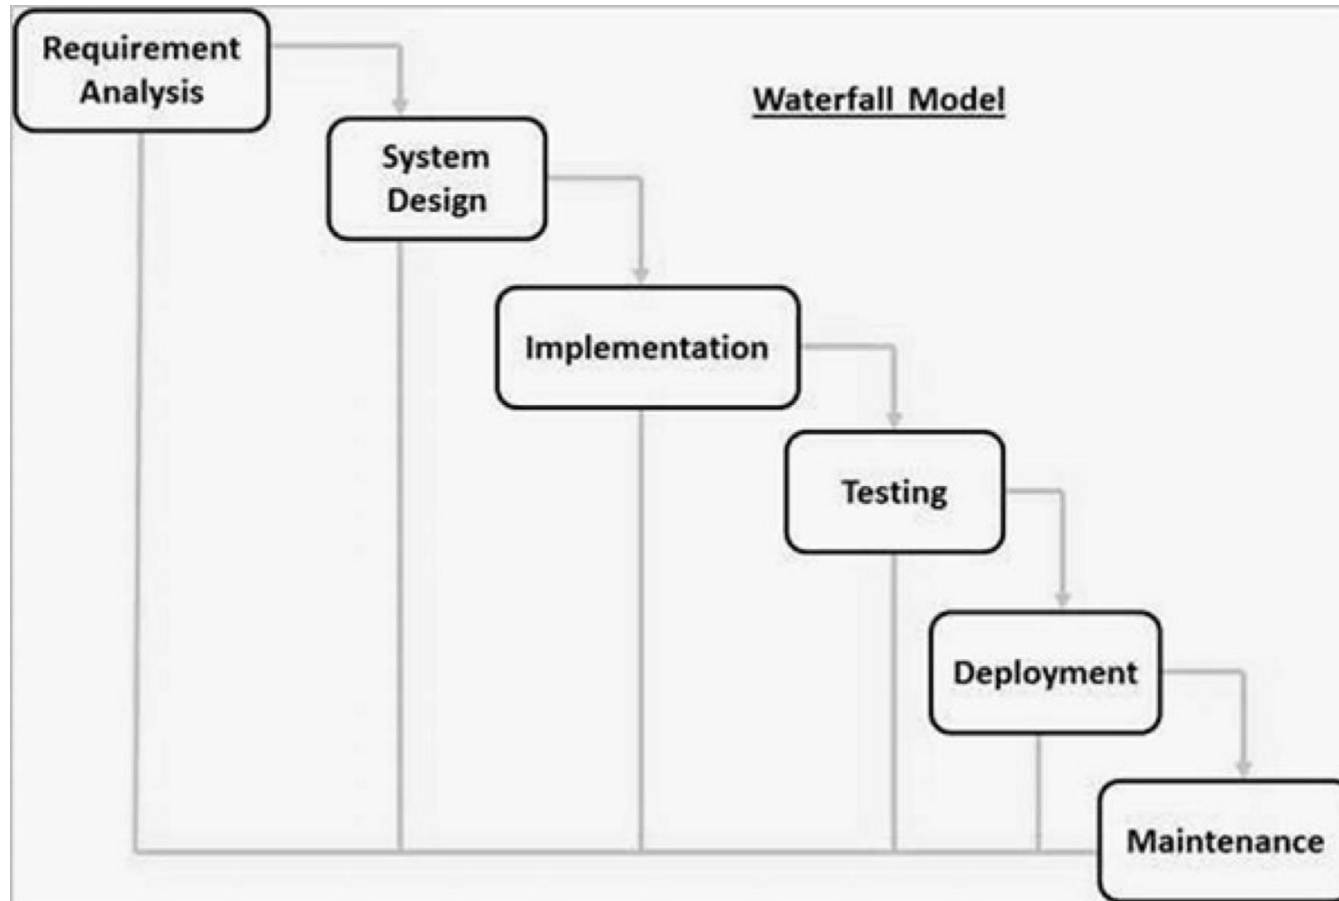 Requirement
Analysis
Waterfall Model
System
Design
Implementation
Testing
Deployment
Maintenance